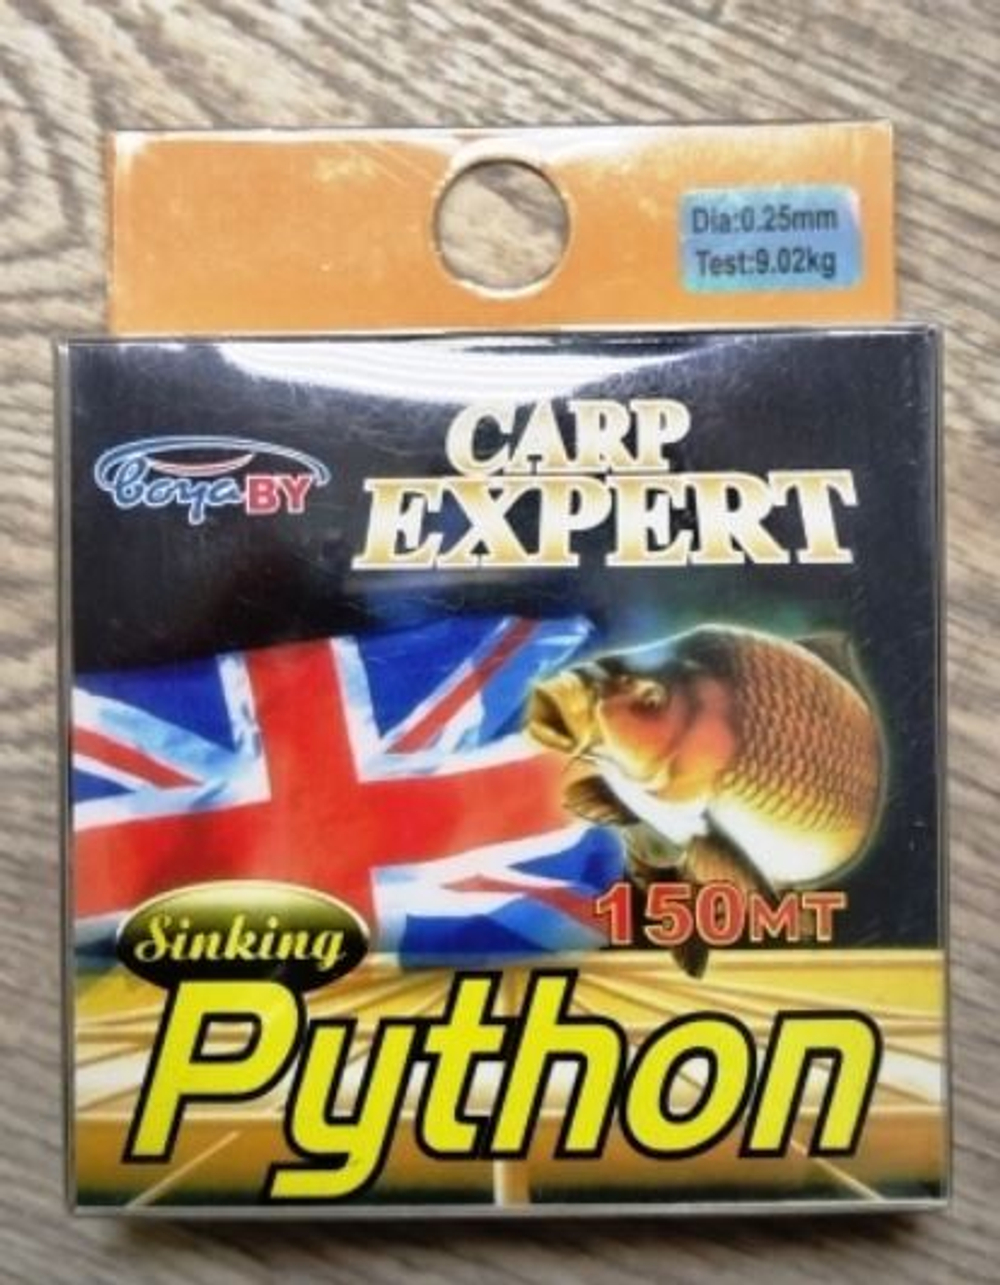 Dia:0.25mm
Test:9.02kg
boyaBY
CARP
EXPERT
150MT
Sinking
Python